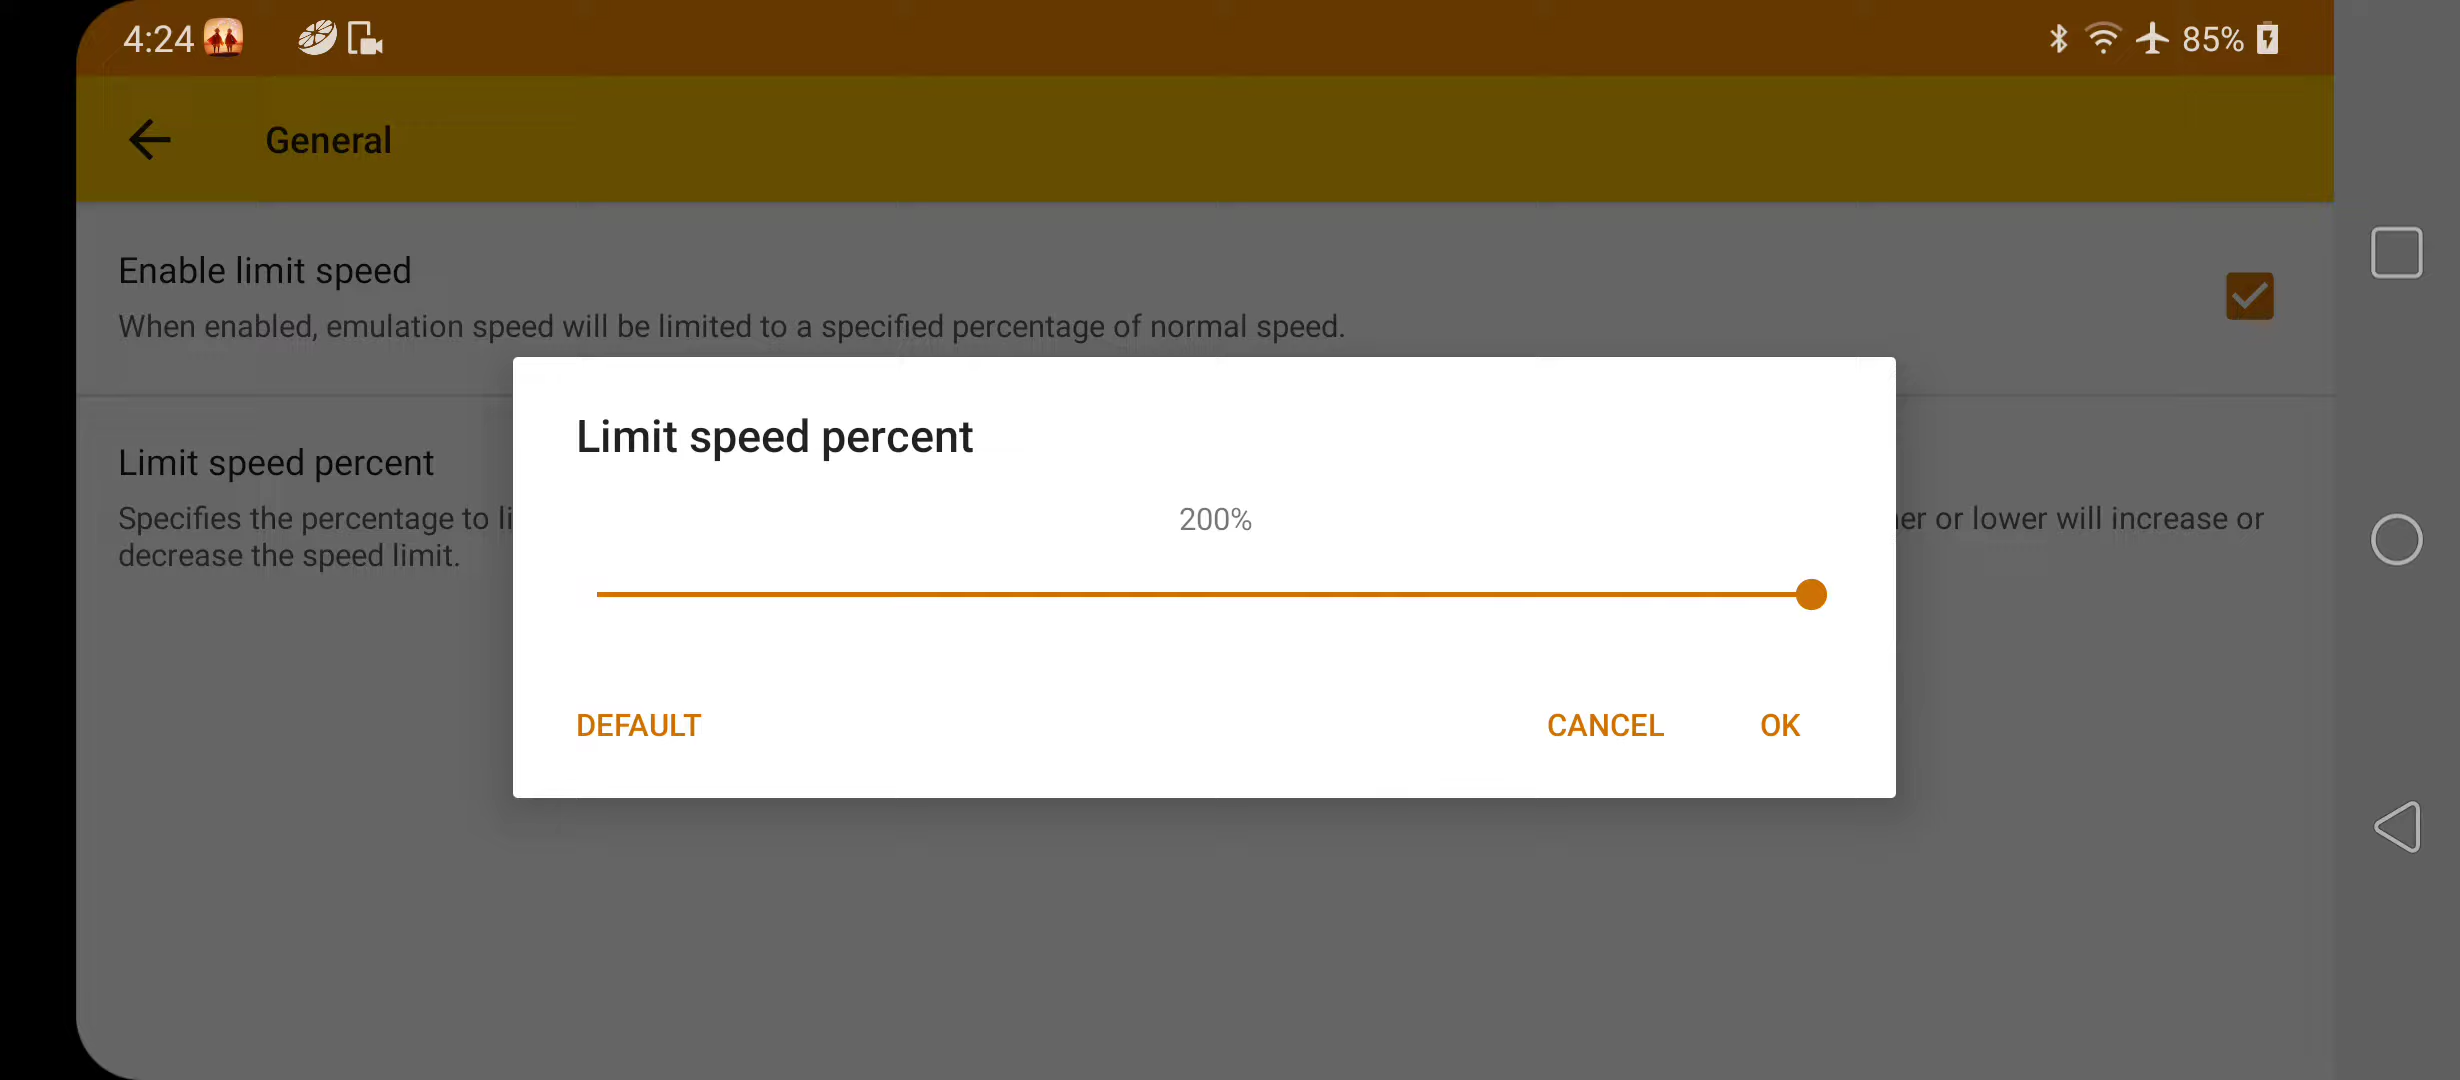 4:24
85%
General
Enable limit speed
When enabled, emulation speed will be limited to a specified percentage of normal speed.
Limit speed percent
Specifies the percentage to
or lower will increase or
decrease the speed limit.
Limit speed percent
200%
DEFAULT
CANCEL
OK